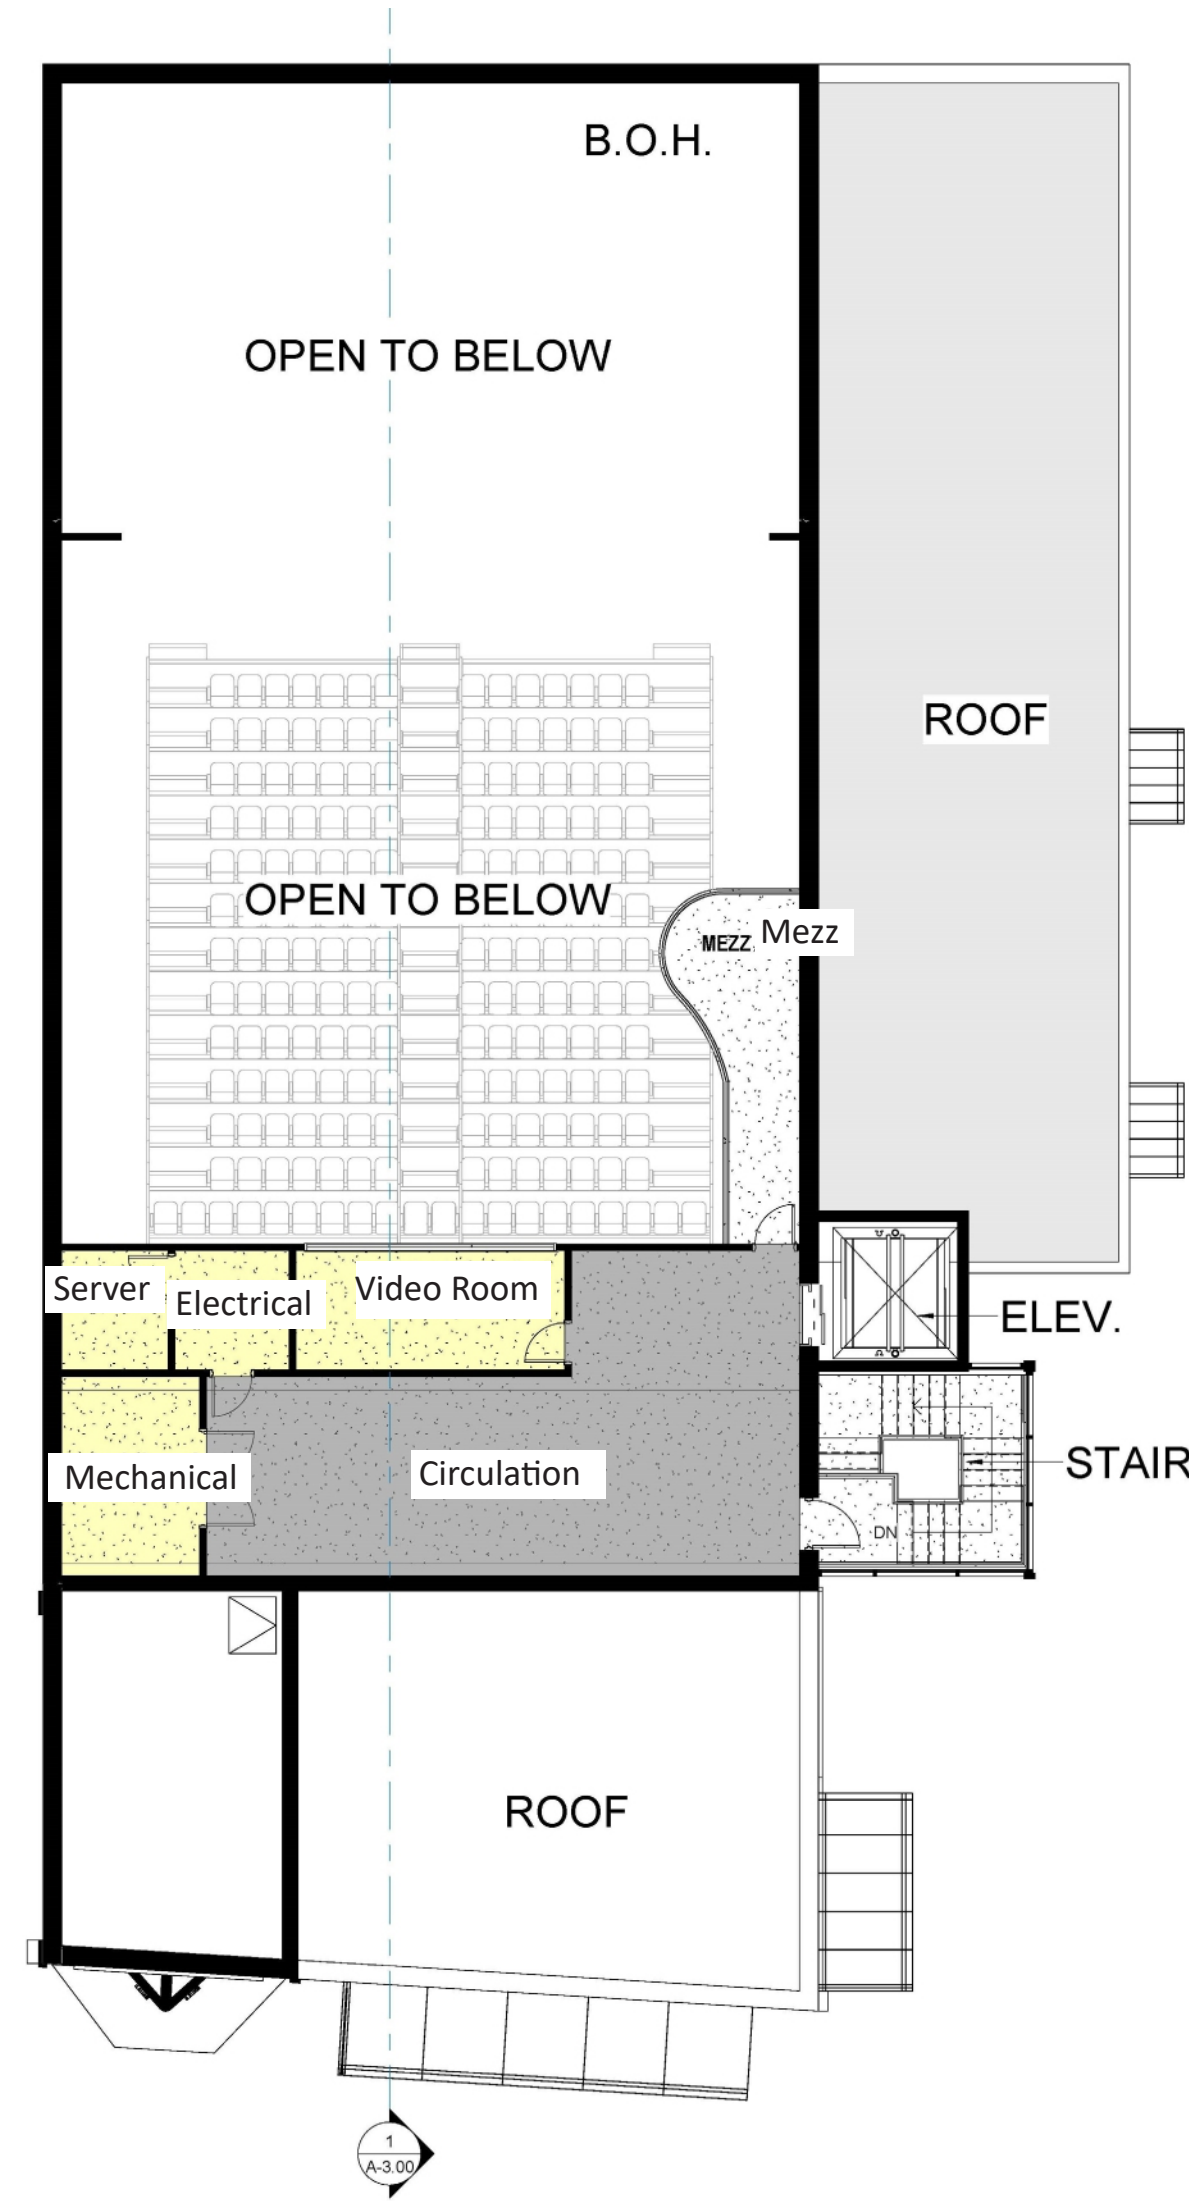 B.O.H.
OPEN TO BELOW
ROOF
OPEN TO BELOW
MEZZ
Mezz
Server
Electrical
Video Room
ELEV.
Mechanical
Circulation
STAIR
DN
ROOF
1
A-3.00